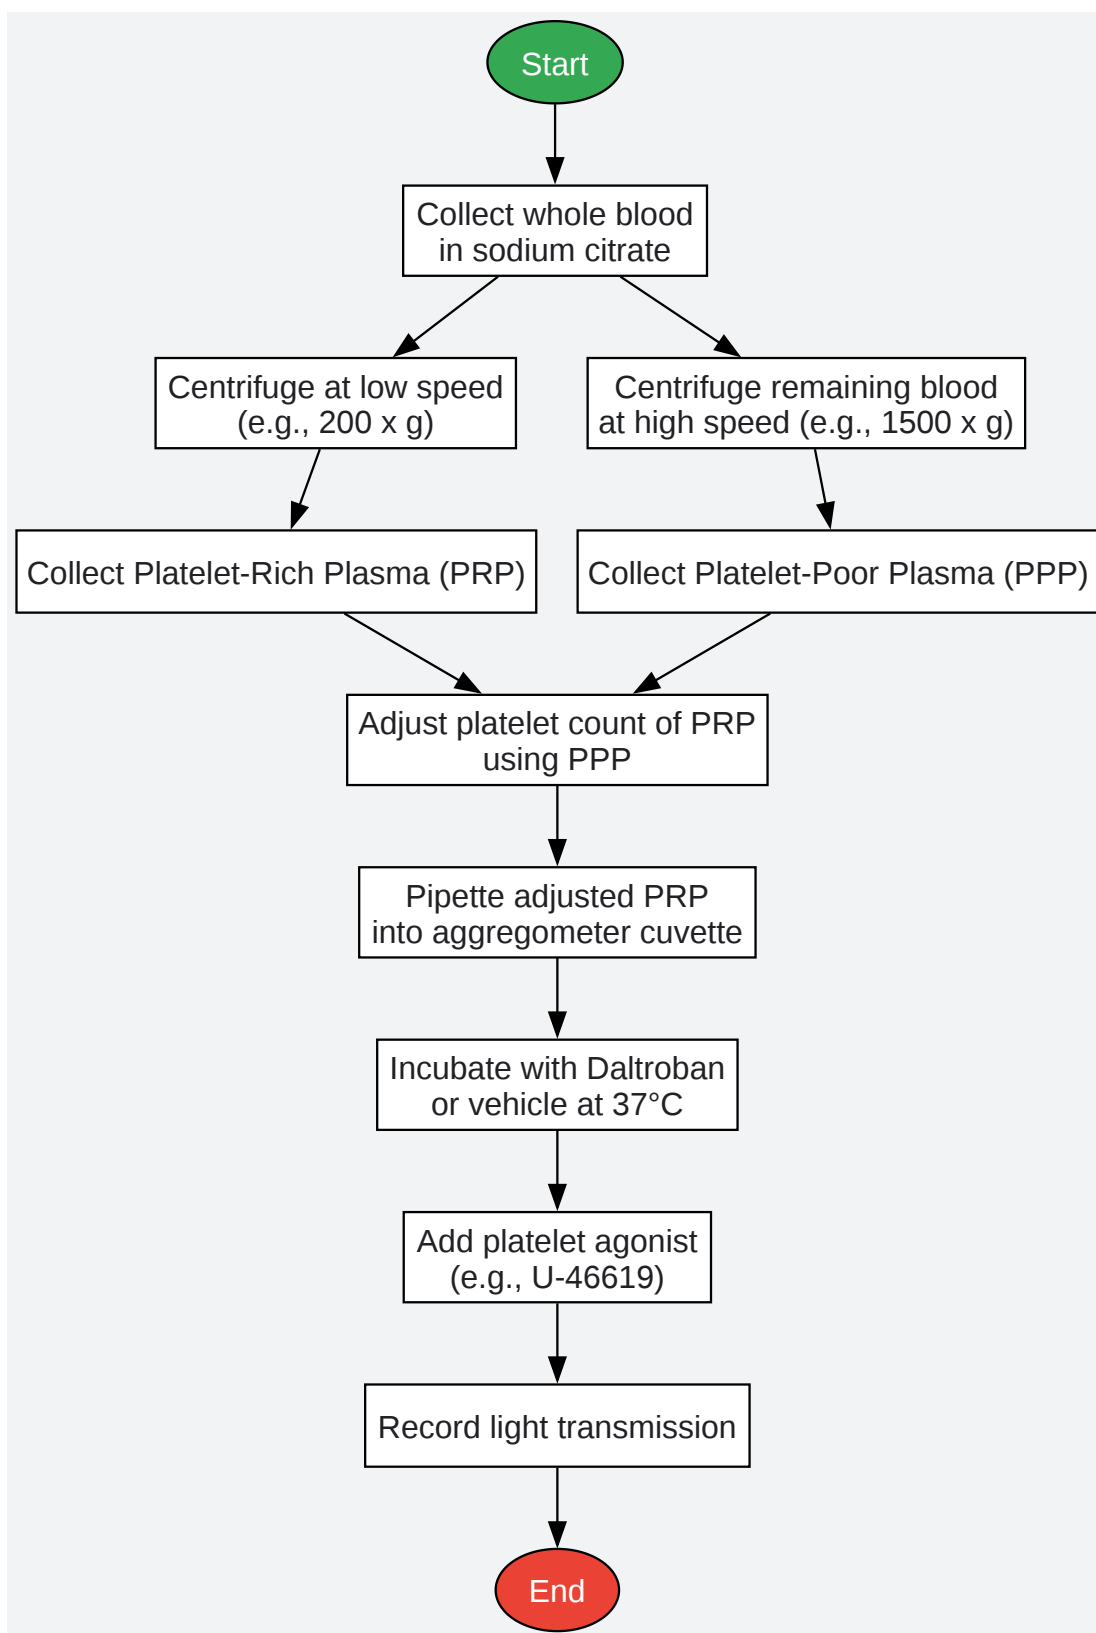 Start
Collect whole blood
in sodium citrate
Centrifuge at low speed
(e.g., 200 x g)
Centrifuge remaining blood
at high speed (e.g., 1500 x g)
Collect Platelet-Rich Plasma (PRP)
Collect Platelet-Poor Plasma (PPP)
Adjust platelet count of PRP
using PPP
Pipette adjusted PRP
into aggregometer cuvette
Incubate with Daltroban
or vehicle at 37°C
Add platelet agonist
(e.g., U-46619)
Record light transmission
End